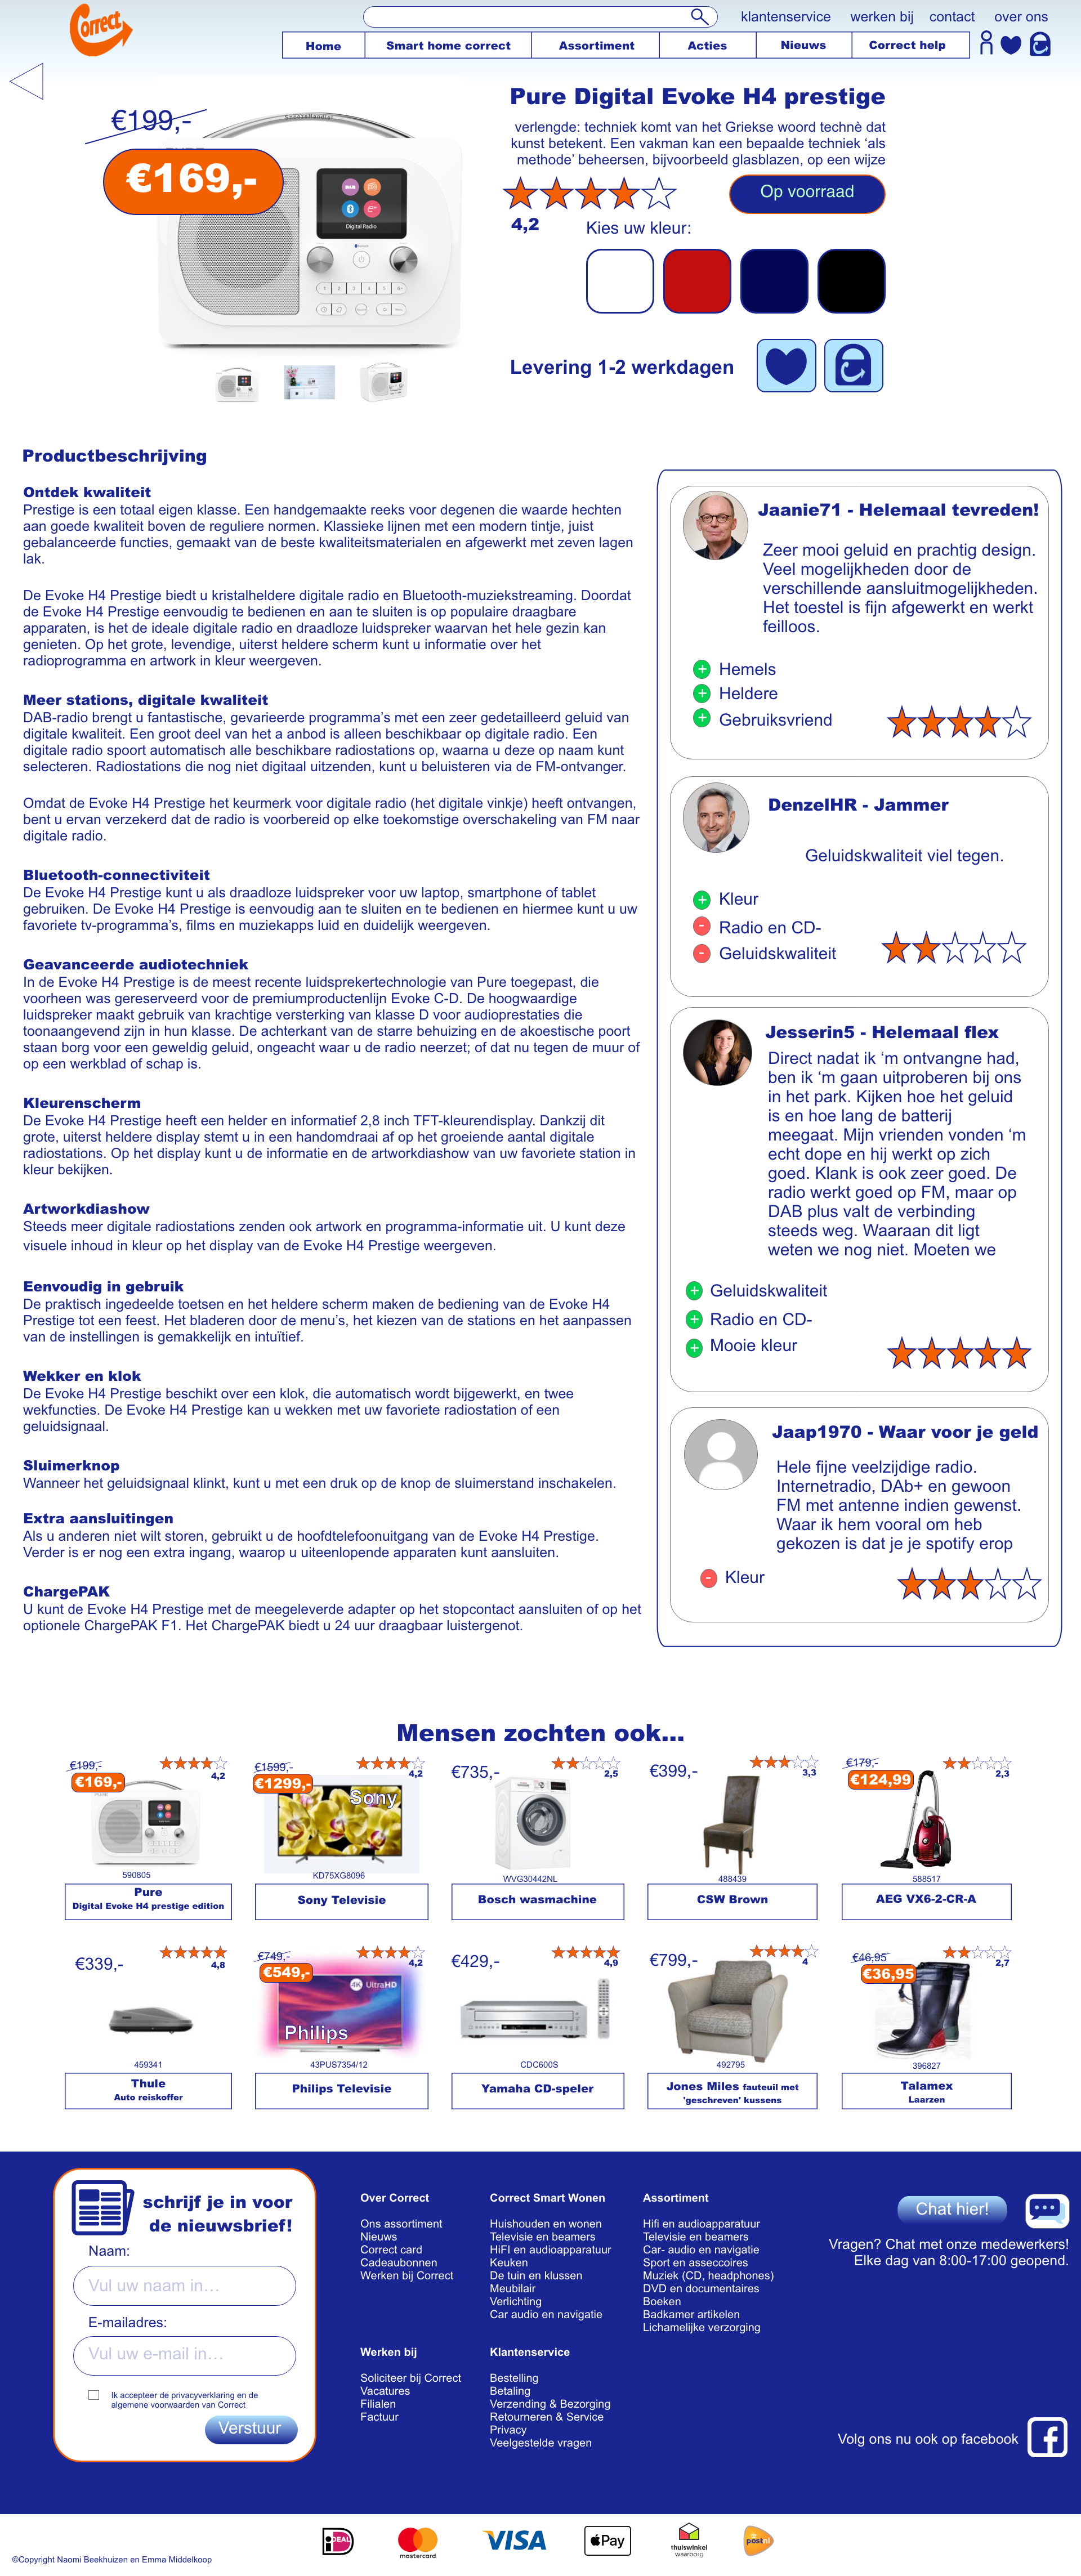 Correct
klantenservice werken bij contact over ons
Home Smart home correct Assortiment Acties Nieuws Correct help
€199,-
€169,-
Digital Radio
Pure Digital Evoke H4 prestige
verlengde: techniek komt van het Griekse woord technè dat
kunst betekent. Een vakman kan een bepaalde techniek ‘als
methode’ beheersen, bijvoorbeeld glasblazen, op een wijze
Op voorraad
4,2
Kies uw kleur:
Levering 1-2 werkdagen
Productbeschrijving
Ontdek kwaliteit
Prestige is een totaal eigen klasse. Een handgemaakte reeks voor degenen die waarde hechten
aan goede kwaliteit boven de reguliere normen. Klassieke lijnen met een modern tintje, juist
gebalanceerde functies, gemaakt van de beste kwaliteitsmaterialen en afgewerkt met zeven lagen
lak.
De Evoke H4 Prestige biedt u kristalheldere digitale radio en Bluetooth-muziekstreaming. Doordat
de Evoke H4 Prestige eenvoudig te bedienen en aan te sluiten is op populaire draagbare
apparaten, is het de ideale digitale radio en draadloze luidspreker waarvan het hele gezin kan
genieten. Op het grote, levendige, uiterst heldere scherm kunt u informatie over het
radioprogramma en artwork in kleur weergeven.
Meer stations, digitale kwaliteit
DAB-radio brengt u fantastische, gevarieerde programma’s met een zeer gedetailleerd geluid van
digitale kwaliteit. Een groot deel van het a anbod is alleen beschikbaar op digitale radio. Een
digitale radio spoort automatisch alle beschikbare radiostations op, waarna u deze op naam kunt
selecteren. Radiostations die nog niet digitaal uitzenden, kunt u beluisteren via de FM-ontvanger.
Omdat de Evoke H4 Prestige het keurmerk voor digitale radio (het digitale vinkje) heeft ontvangen,
bent u ervan verzekerd dat de radio is voorbereid op elke toekomstige overschakeling van FM naar
digitale radio.
Bluetooth-connectiviteit
De Evoke H4 Prestige kunt u als draadloze luidspreker voor uw laptop, smartphone of tablet
gebruiken. De Evoke H4 Prestige is eenvoudig aan te sluiten en te bedienen en hiermee kunt u uw
favoriete tv-programma’s, films en muziekapps luid en duidelijk weergeven.
Geavanceerde audiotechniek
In de Evoke H4 Prestige is de meest recente luidsprekertechnologie van Pure toegepast, die
voorheen was gereserveerd voor de premiumproductenlijn Evoke C-D. De hoogwaardige
luidspreker maakt gebruik van krachtige versterking van klasse D voor audioprestaties die
toonaangevend zijn in hun klasse. De achterkant van de starre behuizing en de akoestische poort
staan borg voor een geweldig geluid, ongeacht waar u de radio neerzet; of dat nu tegen de muur of
op een werkblad of schap is.
Kleurenscherm
De Evoke H4 Prestige heeft een helder en informatief 2,8 inch TFT-kleurendisplay. Dankzij dit
grote, uiterst heldere display stemt u in een handomdraai af op het groeiende aantal digitale
radiostations. Op het display kunt u de informatie en de artworkdiashow van uw favoriete station in
kleur bekijken.
Artworkdiashow
Steeds meer digitale radiostations zenden ook artwork en programma-informatie uit. U kunt deze
visuele inhoud in kleur op het display van de Evoke H4 Prestige weergeven.
Eenvoudig in gebruik
De praktisch ingedeelde toetsen en het heldere scherm maken de bediening van de Evoke H4
Prestige tot een feest. Het bladeren door de menu’s, het kiezen van de stations en het aanpassen
van de instellingen is gemakkelijk en intuïtief.
Wekker en klok
De Evoke H4 Prestige beschikt over een klok, die automatisch wordt bijgewerkt, en twee
wekfuncties. De Evoke H4 Prestige kan u wekken met uw favoriete radiostation of een
geluidsignaal.
Sluimerknop
Wanneer het geluidsignaal klinkt, kunt u met een druk op de knop de sluimerstand inschakelen.
Extra aansluitingen
Als u anderen niet wilt storen, gebruikt u de hoofdtelefoonuitgang van de Evoke H4 Prestige.
Verder is er nog een extra ingang, waarop u uiteenlopende apparaten kunt aansluiten.
ChargePAK
U kunt de Evoke H4 Prestige met de meegeleverde adapter op het stopcontact aansluiten of op het
optionele ChargePAK F1. Het ChargePAK biedt u 24 uur draagbaar luistergenot.
Jaanie71 - Helemaal tevreden!
Zeer mooi geluid en prachtig design.
Veel mogelijkheden door de
verschillende aansluitmogelijkheden.
Het toestel is fijn afgewerkt en werkt
feilloos.
+ Hemels
+ Heldere
+ Gebruiksvriend
DenzelHR - Jammer
Geluidskwaliteit viel tegen.
+ Kleur
- Radio en CD-
- Geluidskwaliteit
Jesserin5 - Helemaal flex
Direct nadat ik ‘m ontvangne had,
ben ik ‘m gaan uitproberen bij ons
in het park. Kijken hoe het geluid
is en hoe lang de batterij
meegaat. Mijn vrienden vonden ‘m
echt dope en hij werkt op zich
goed. Klank is ook zeer goed. De
radio werkt goed op FM, maar op
DAB plus valt de verbinding
steeds weg. Waaraan dit ligt
weten we nog niet. Moeten we
+ Geluidskwaliteit
+ Radio en CD-
+ Mooie kleur
Jaap1970 - Waar voor je geld
Hele fijne veelzijdige radio.
Internetradio, DAb+ en gewoon
FM met antenne indien gewenst.
Waar ik hem vooral om heb
gekozen is dat je je spotify erop
- Kleur
Mensen zochten ook...
€199,- €169,- 4,2
590805
Pure
Digital Evoke H4 prestige edition
€1599,- €1299,- 4,2
Sony
KD75XG8096
Sony Televisie
€735,- 2,5
WVG30442NL
Bosch wasmachine
€399,- 3,3
488439
CSW Brown
€179,- €124,99 2,3
588517
AEG VX6-2-CR-A
€339,- 4,8
459341
Thule
Auto reiskoffer
€749,- €549,- 4,2
4K UltraHD
Philips
43PUS7354/12
Philips Televisie
€429,- 4,9
CDC600S
Yamaha CD-speler
€799,- 4
492795
Jones Miles fauteuil met
'geschreven' kussens
€46,95 €36,95 2,7
396827
Talamex
Laarzen
schrijf je in voor
de nieuwsbrief!
Naam:
Vul uw naam in…
E-mailadres:
Vul uw e-mail in…
Ik accepteer de privacyverklaring en de
algemene voorwaarden van Correct
Verstuur
Over Correct
Ons assortiment
Nieuws
Correct card
Cadeaubonnen
Werken bij Correct
Correct Smart Wonen
Huishouden en wonen
Televisie en beamers
HiFI en audioapparatuur
Keuken
De tuin en klussen
Meubilair
Verlichting
Car audio en navigatie
Assortiment
Hifi en audioapparatuur
Televisie en beamers
Car- audio en navigatie
Sport en asseccoires
Muziek (CD, headphones)
DVD en documentaires
Boeken
Badkamer artikelen
Lichamelijke verzorging
Werken bij
Soliciteer bij Correct
Vacatures
Filialen
Factuur
Klantenservice
Bestelling
Betaling
Verzending & Bezorging
Retourneren & Service
Privacy
Veelgestelde vragen
Chat hier!
Vragen? Chat met onze medewerkers!
Elke dag van 8:00-17:00 geopend.
Volg ons nu ook op facebook
iDEAL
mastercard
VISA
Pay
thuiswinkel
waarborg
postnl
©Copyright Naomi Beekhuizen en Emma Middelkoop